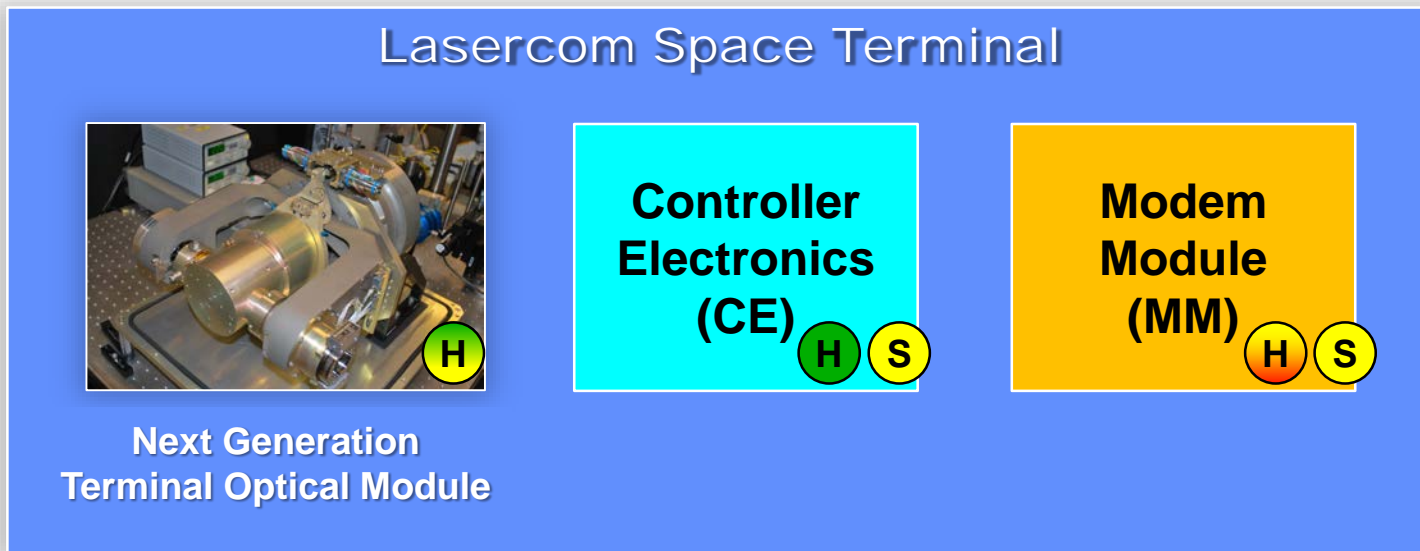 Lasercom Space Terminal
H
Next Generation
Terminal Optical Module
Controller
Electronics
(CE)
H S
Modem
Module
(MM)
H S